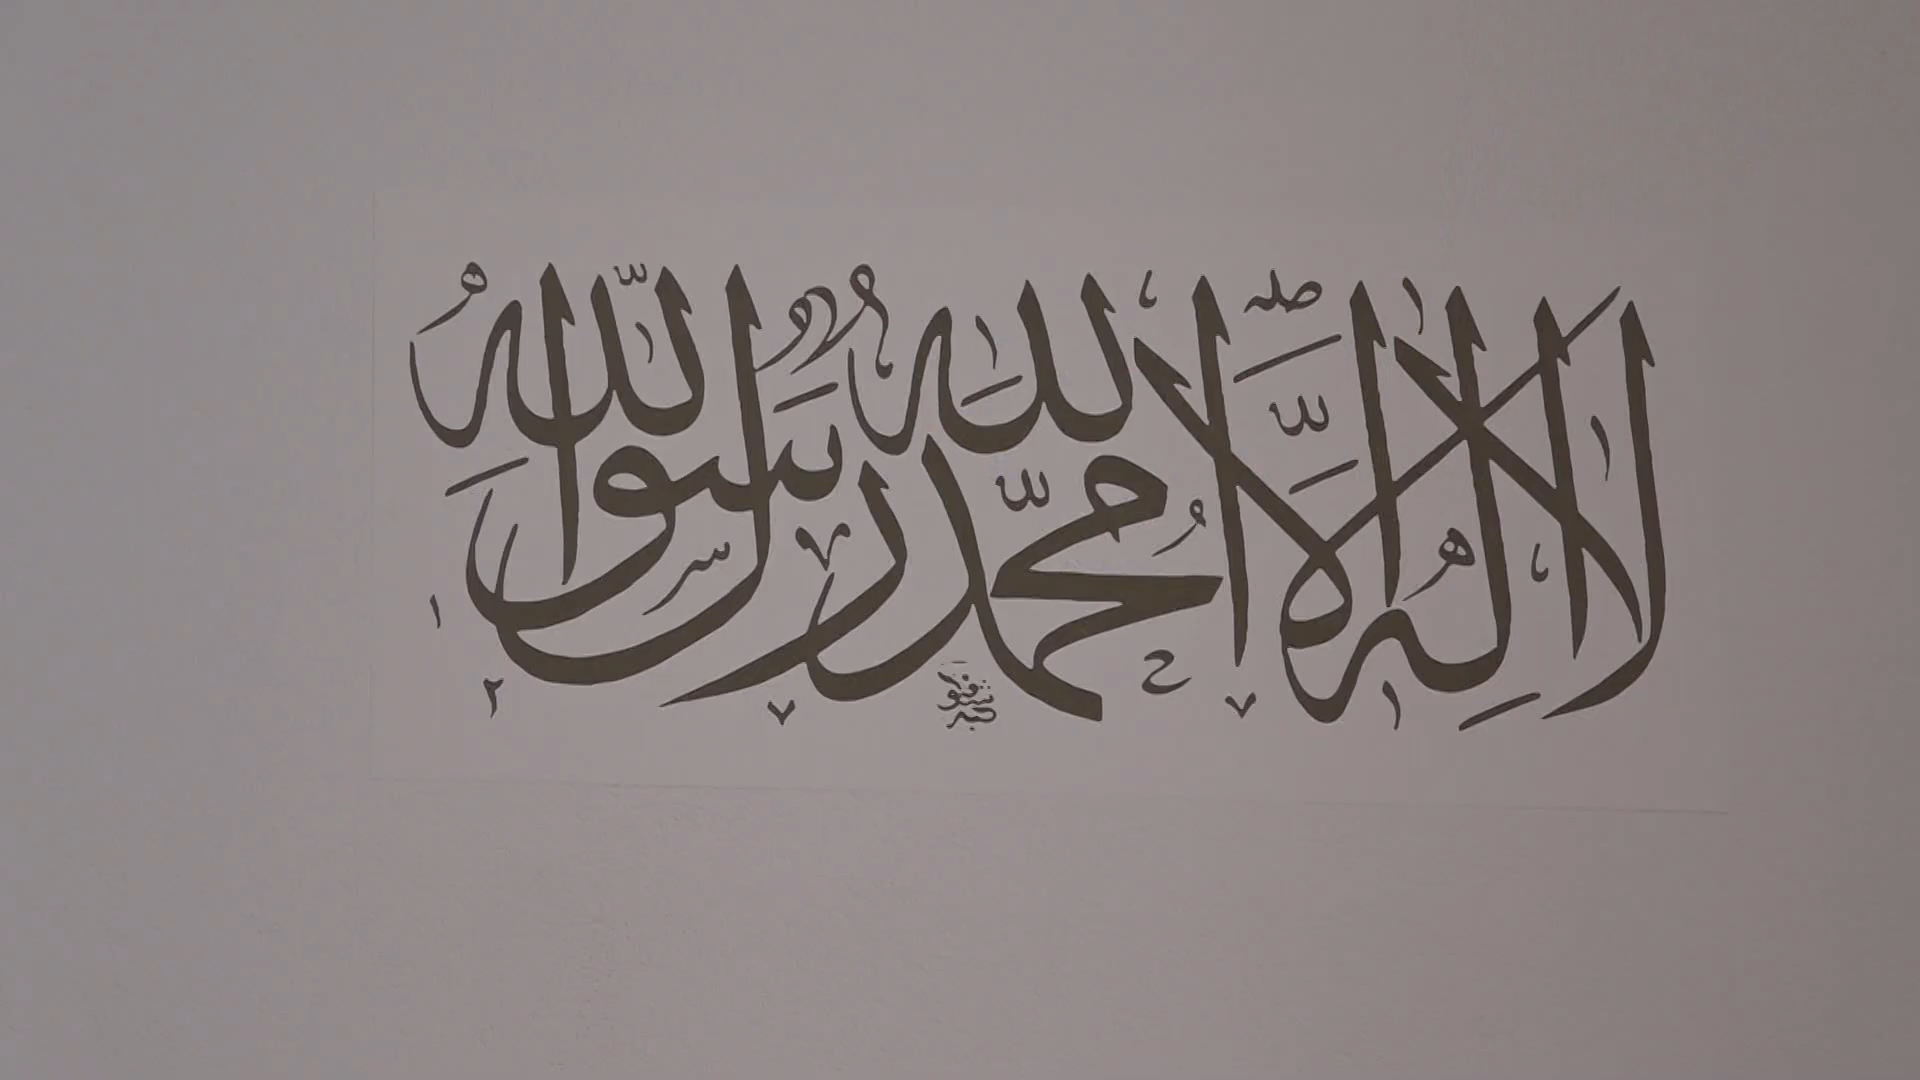 لا إله إلا الله محمد رسول الله